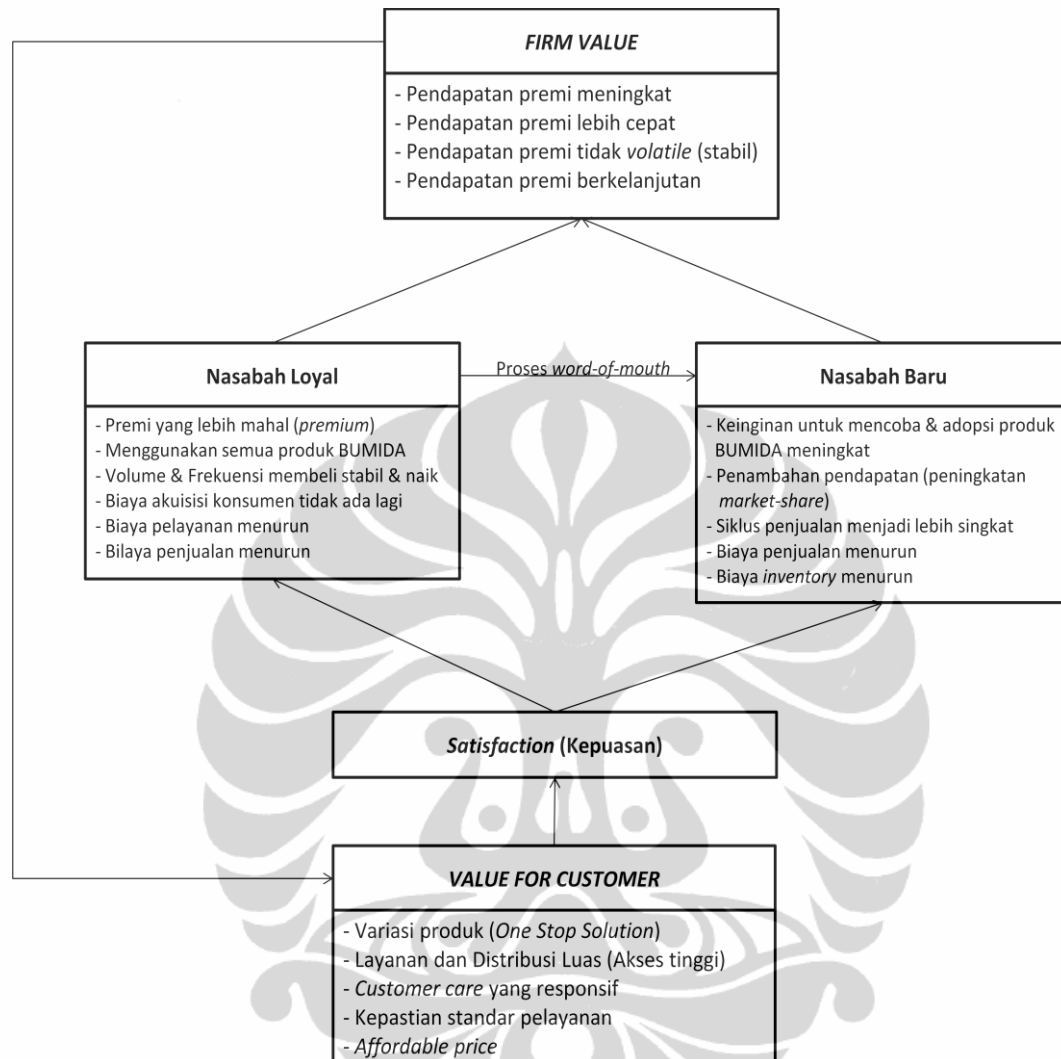 FIRM VALUE
- Pendapatan premi meningkat
- Pendapatan premi lebih cepat
- Pendapatan premi tidak volatile (stabil)
- Pendapatan premi berkelanjutan
Nasabah Loyal
- Premi yang lebih mahal (premium)
- Menggunakan semua produk BUMIDA
- Volume & Frekuensi membeli stabil & naik
- Biaya akuisisi konsumen tidak ada lagi
- Biaya pelayanan menurun
- Bilaya penjualan menurun
Proses word-of-mouth
Nasabah Baru
- Keinginan untuk mencoba & adopsi produk
BUMIDA meningkat
- Penambahan pendapatan (peningkatan
market-share)
- Siklus penjualan menjadi lebih singkat
- Biaya penjualan menurun
- Biaya inventory menurun
Satisfaction (Kepuasan)
VALUE FOR CUSTOMER
- Variasi produk (One Stop Solution)
- Layanan dan Distribusi Luas (Akses tinggi)
- Customer care yang responsif
- Kepastian standar pelayanan
- Affordable price